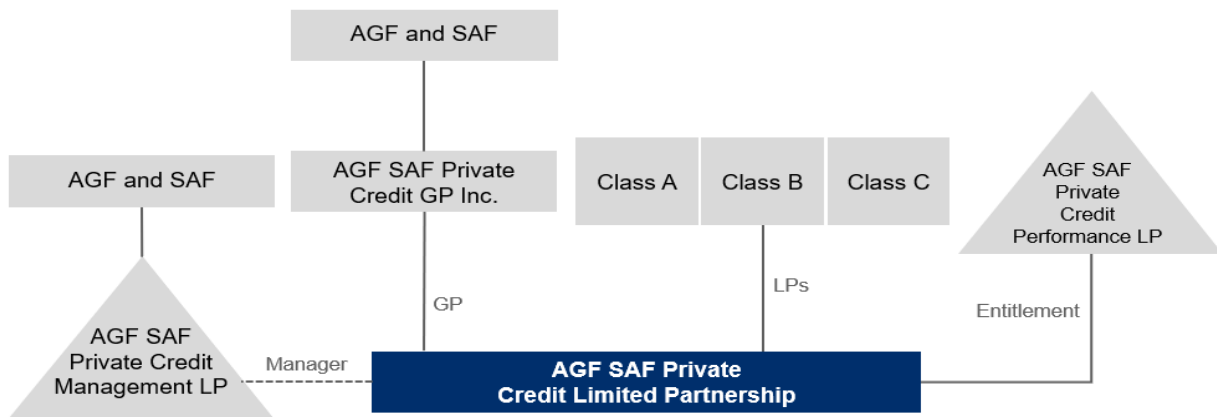 AGF and SAF
AGF and SAF
AGF SAF Private
Credit GP Inc.
Class A
Class B
Class C
AGF SAF
Private
Credit
Performance LP
GP
LPs
Entitlement
AGF SAF
Private Credit
Management LP
Manager
AGF SAF Private
Credit Limited Partnership